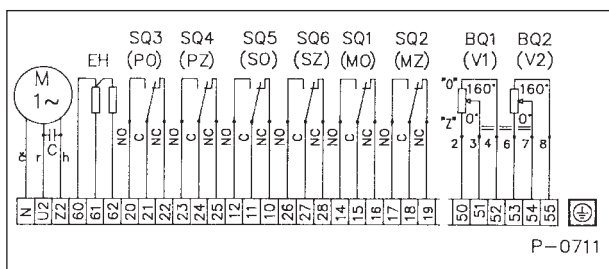 SQ3 SQ4 SQ5 SQ6 SQ1 SQ2 BQ1 BQ2
EH (PO) (PZ) (SO) (SZ) (MO) (MZ) (V1) (V2)
M
1~
"O" 160° 160°
"Z" 0° 0°
č r C h NO C NC NO C NC NO C NC NO C NC NO C NC NO C NC 2 3 4 6 7 8
N U2 Z2 60 61 62 20 21 22 23 24 25 12 11 10 26 27 28 14 15 16 17 18 19 50 51 52 53 54 55
P-0711